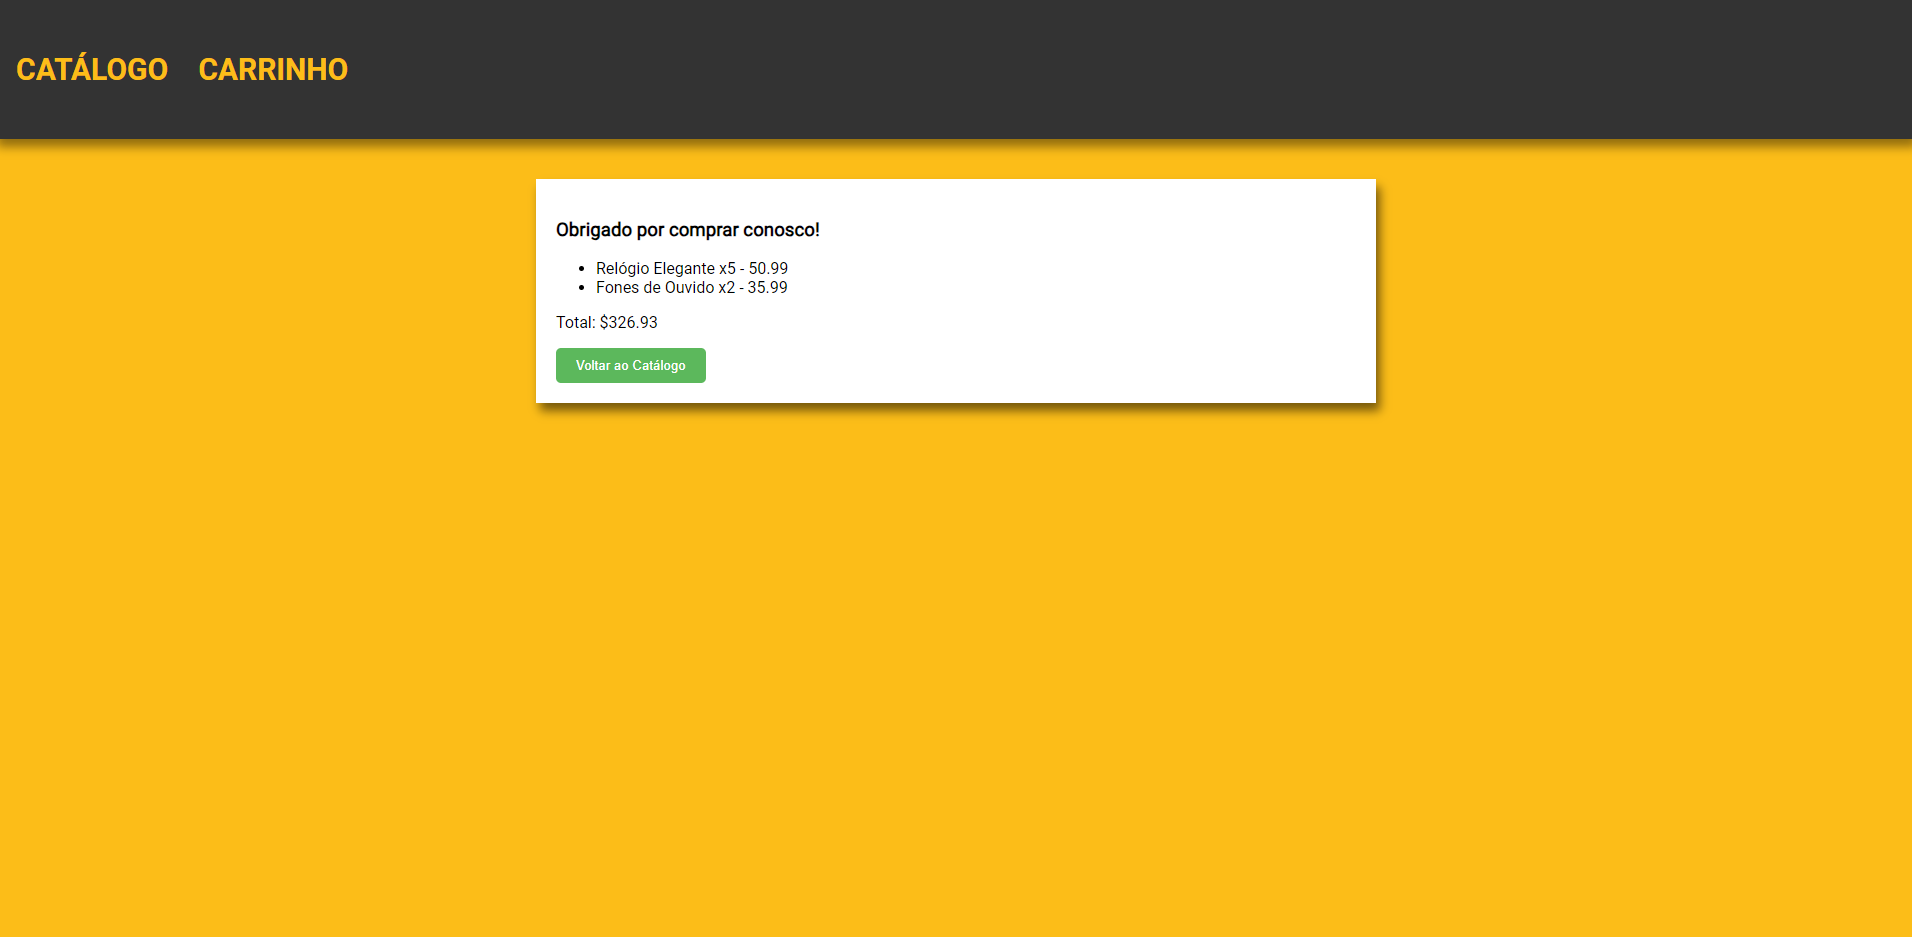 CATÁLOGO CARRINHO
Obrigado por comprar conosco!
Relógio Elegante x5 - 50.99
Fones de Ouvido x2 - 35.99
Total: $326.93
Voltar ao Catálogo